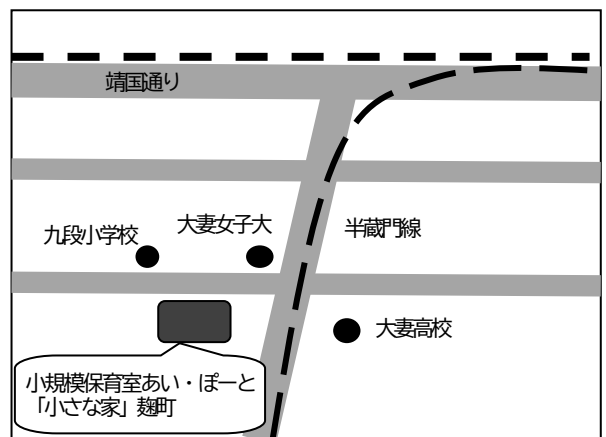 靖国通り
大妻女子大
半蔵門線
九段小学校
大妻高校
小規模保育室あい・ぽーと
「小さな家」麹町